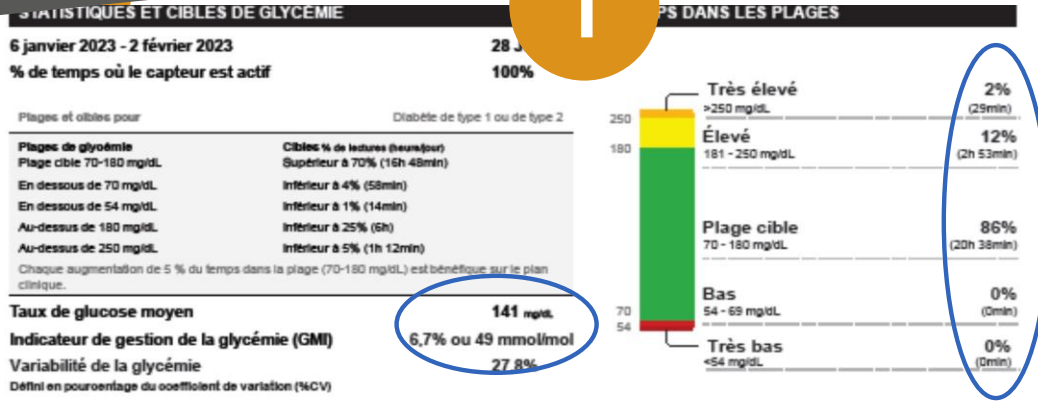 STATISTIQUES ET CIBLES DE GLYCÉMIE
6 janvier 2023 - 2 février 2023
28
% de temps où le capteur est actif
100%
Plages et cibles pour
Diabète de type 1 ou de type 2
Plages de glycémie
Cibles % de lectures (heure/jour)
Plage cible 70-180 mg/dL
Supérieur à 70% (16h 48min)
En dessous de 70 mg/dL
Inférieur à 4% (58min)
En dessous de 54 mg/dL
Inférieur à 1% (14min)
Au-dessus de 180 mg/dL
Inférieur à 25% (6h)
Au-dessus de 250 mg/dL
Inférieur à 5% (1h 12min)
Chaque augmentation de 5 % du temps dans la plage (70-180 mg/dL) est bénéfique sur le plan
clinique.
Taux de glucose moyen
141 mg/dL
Indicateur de gestion de la glycémie (GMI)
6,7% ou 49 mmol/mol
Variabilité de la glycémie
27.8%
Défini en pourcentage du coefficient de variation (%CV)
1
PS DANS LES PLAGES
250
180
70
54
Très élevé
2%
>250 mg/dL
(29min)
Élevé
12%
181 - 250 mg/dL
(2h 53min)
Plage cible
86%
70 - 180 mg/dL
(20h 38min)
Bas
0%
54 - 69 mg/dL
(0min)
Très bas
0%
<54 mg/dL
(0min)